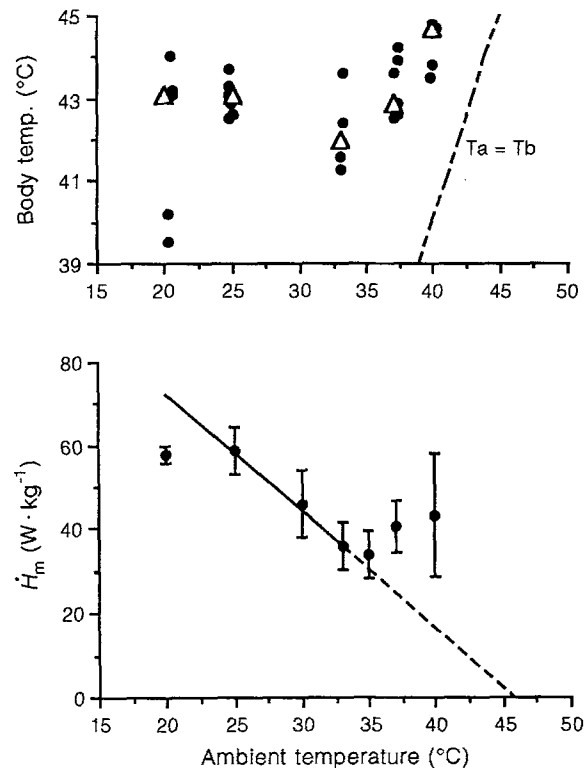 Body temp. (°C)
45
43
41
39
Ta = Tb
15 20 25 30 35 40 45 50
Ḣm (W · kg⁻¹)
80
60
40
20
0
15 20 25 30 35 40 45 50
Ambient temperature (°C)